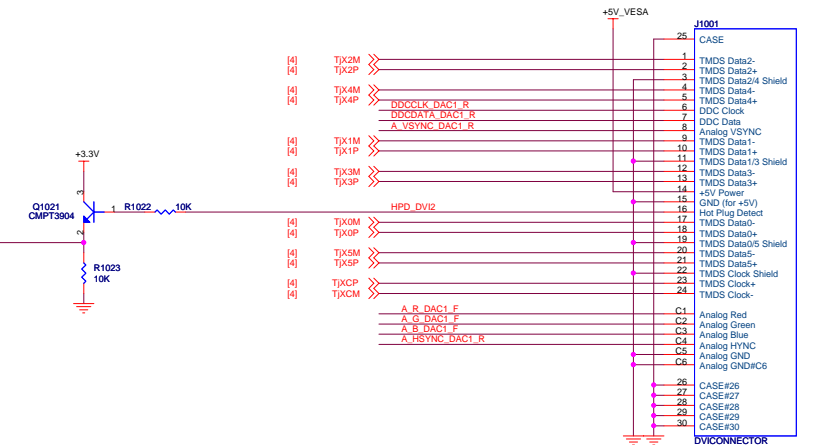 +5V_VESA
J1001
25 CASE
[4] TjX2M 1 TMDS Data2-
[4] TjX2P 2 TMDS Data2+
3 TMDS Data2/4 Shield
[4] TjX4M 4 TMDS Data4-
[4] TjX4P 5 TMDS Data4+
DDCCLK_DAC1_R 6 DDC Clock
DDCDATA_DAC1_R 7 DDC Data
A_VSYNC_DAC1_R 8 Analog VSYNC
[4] TjX1M 9 TMDS Data1-
[4] TjX1P 10 TMDS Data1+
11 TMDS Data1/3 Shield
[4] TjX3M 12 TMDS Data3-
[4] TjX3P 13 TMDS Data3+
14 +5V Power
15 GND (for +5V)
HPD_DVI2 16 Hot Plug Detect
[4] TjX0M 17 TMDS Data0-
[4] TjX0P 18 TMDS Data0+
19 TMDS Data0/5 Shield
[4] TjX5M 20 TMDS Data5-
[4] TjX5P 21 TMDS Data5+
22 TMDS Clock Shield
[4] TjXCP 23 TMDS Clock+
[4] TjXCM 24 TMDS Clock-
A_R_DAC1_F C1 Analog Red
A_G_DAC1_F C2 Analog Green
A_B_DAC1_F C3 Analog Blue
A_HSYNC_DAC1_R C4 Analog HYNC
C5 Analog GND
C6 Analog GND#C6
26 CASE#26
27 CASE#27
28 CASE#28
29 CASE#29
30 CASE#30
DVICONNECTOR
+3.3V
3
Q1021
CMPT3904
1 R1022 10K
2
R1023
10K